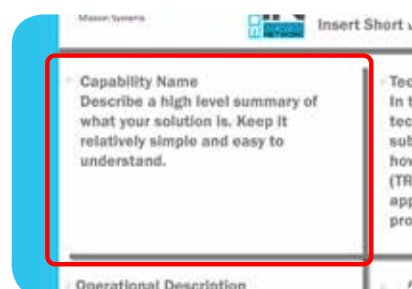 Mission Systems
NETWORK
Insert Short
Capability Name
Describe a high level summary of
what your solution is. Keep it
relatively simple and easy to
understand.
Tec
In t
tec
sub
how
(TR
app
pro
Operational Description